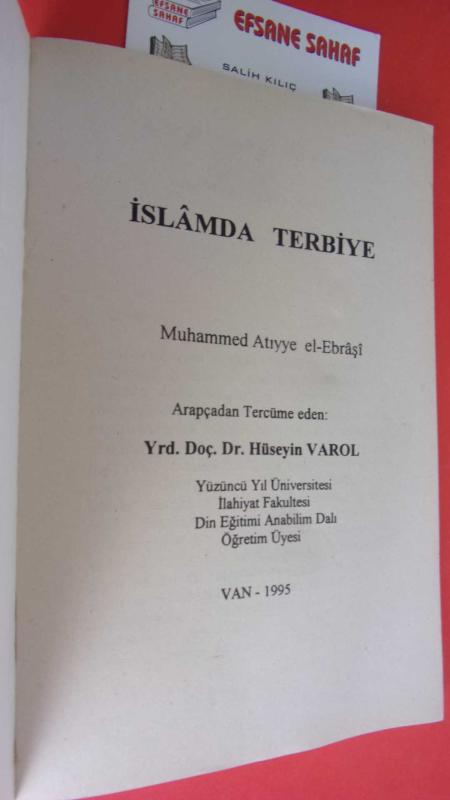 EFSANE
SAHAF
EFSANE SAHAF
SALİH KILIÇ
İSLÂMDA TERBİYE
Muhammed Atıyye el-Ebrâşî
Arapçadan Tercüme eden:
Yrd. Doç. Dr. Hüseyin VAROL
Yüzüncü Yıl Üniversitesi
İlahiyat Fakultesi
Din Eğitimi Anabilim Dalı
Öğretim Üyesi
VAN - 1995